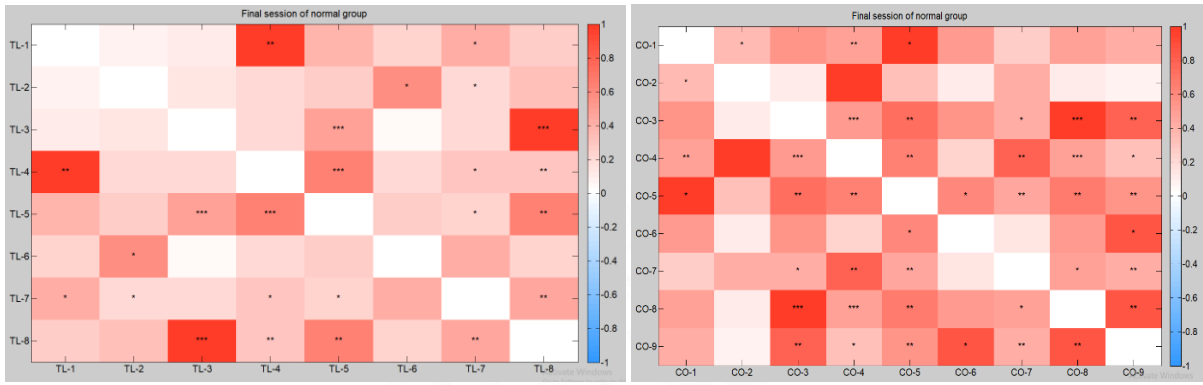 Final session of normal group
TL-1 ** * 1
TL-2 * * 0.8
TL-3 *** *** 0.6
TL-4 ** *** * ** 0.4
TL-5 *** *** * ** 0.2
0
TL-6 * -0.2
-0.4
TL-7 * * * * ** -0.6
TL-8 *** ** ** ** -0.8
-1
TL-1 TL-2 TL-3 TL-4 TL-5 TL-6 TL-7 TL-8
Final session of normal group
CO-1 * ** * 1
CO-2 * 0.8
0.6
CO-3 *** ** * *** ** 0.4
CO-4 ** *** ** ** *** * 0.2
CO-5 * ** ** * ** ** ** 0
CO-6 * * -0.2
CO-7 * ** ** * ** -0.4
-0.6
CO-8 *** *** ** * ** -0.8
CO-9 ** * ** * ** **
-1
CO-1 CO-2 CO-3 CO-4 CO-5 CO-6 CO-7 CO-8 CO-9